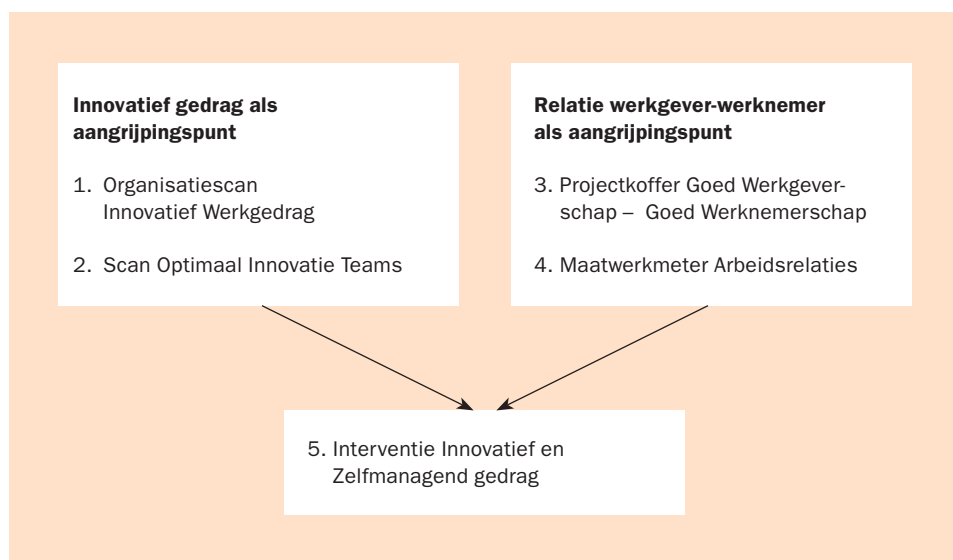 Innovatief gedrag als
aangrijpingspunt
1. Organisatiescan
Innovatief Werkgedrag
2. Scan Optimaal Innovatie Teams
Relatie werkgever-werknemer
als aangrijpingspunt
3. Projectkoffer Goed Werkgever-
schap – Goed Werknemerschap
4. Maatwerkmeter Arbeidsrelaties
5. Interventie Innovatief en
Zelfmanagend gedrag